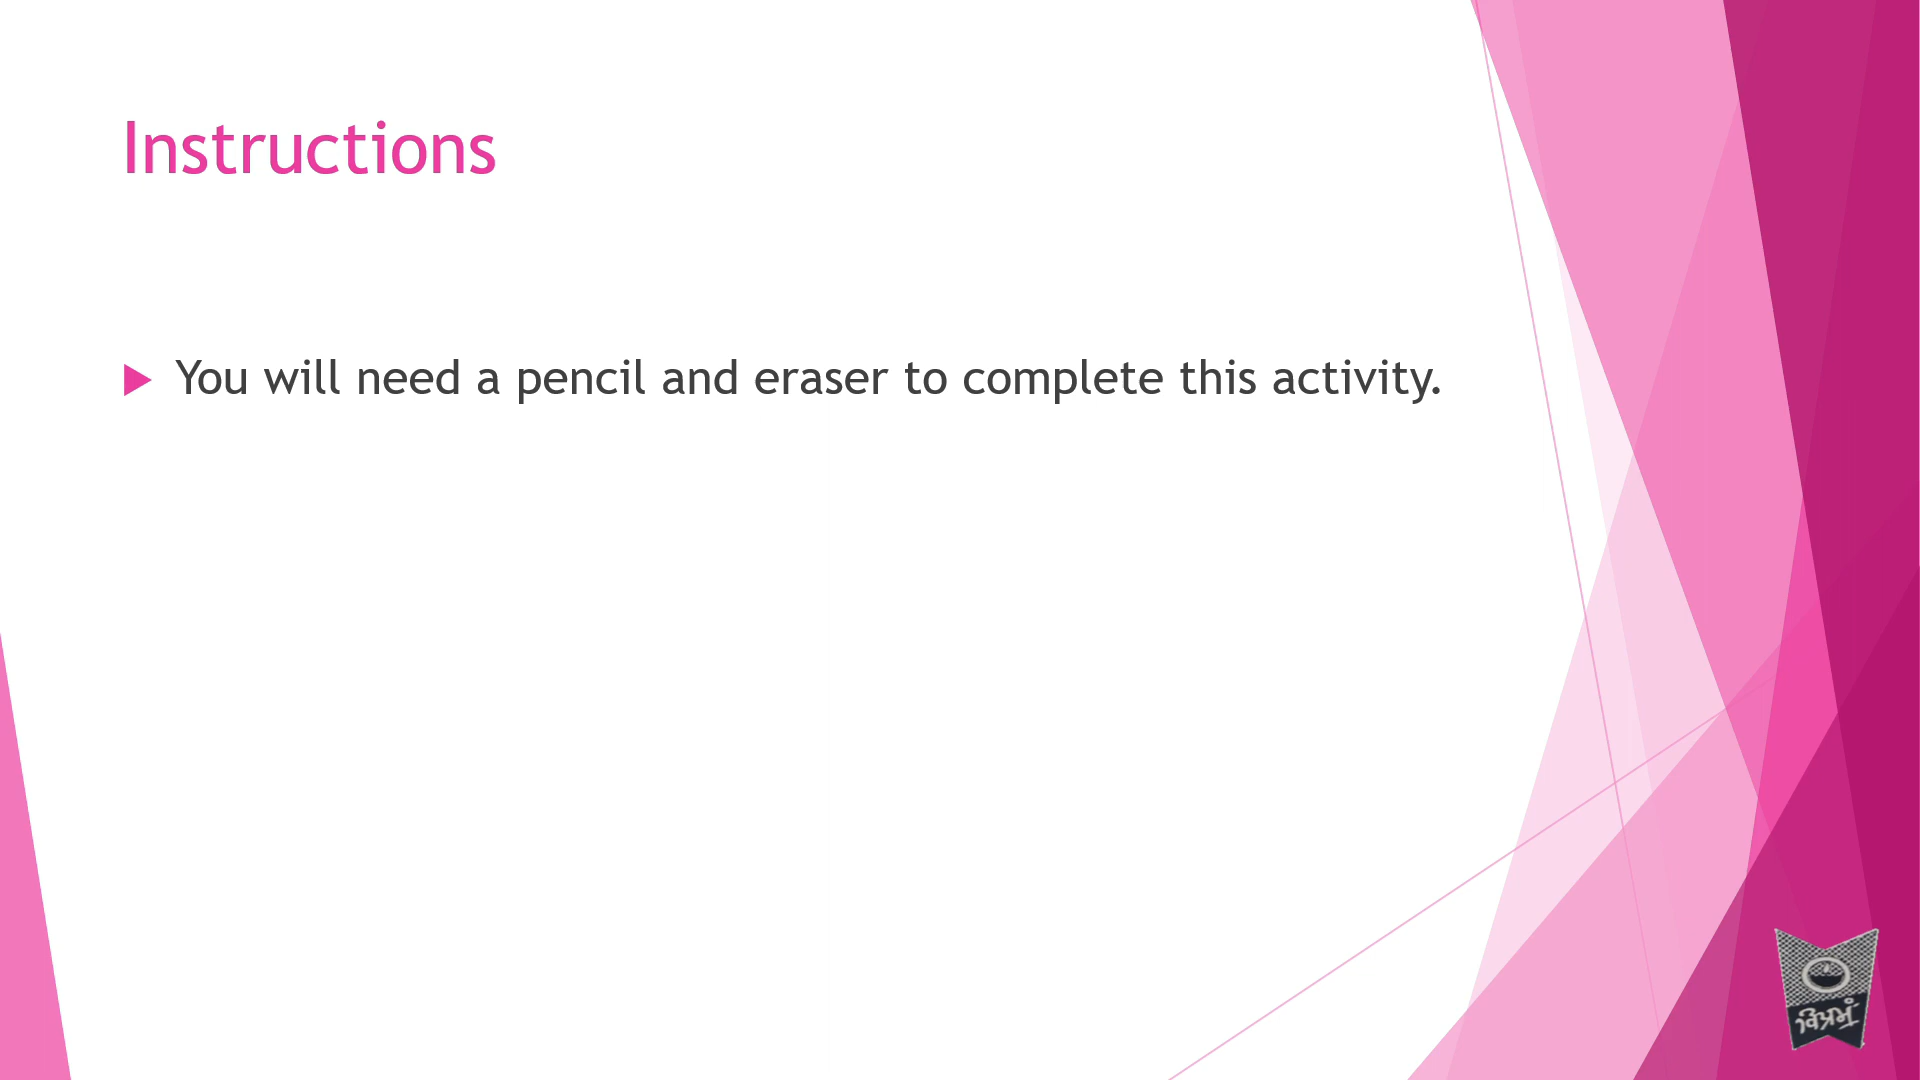 Instructions
You will need a pencil and eraser to complete this activity.